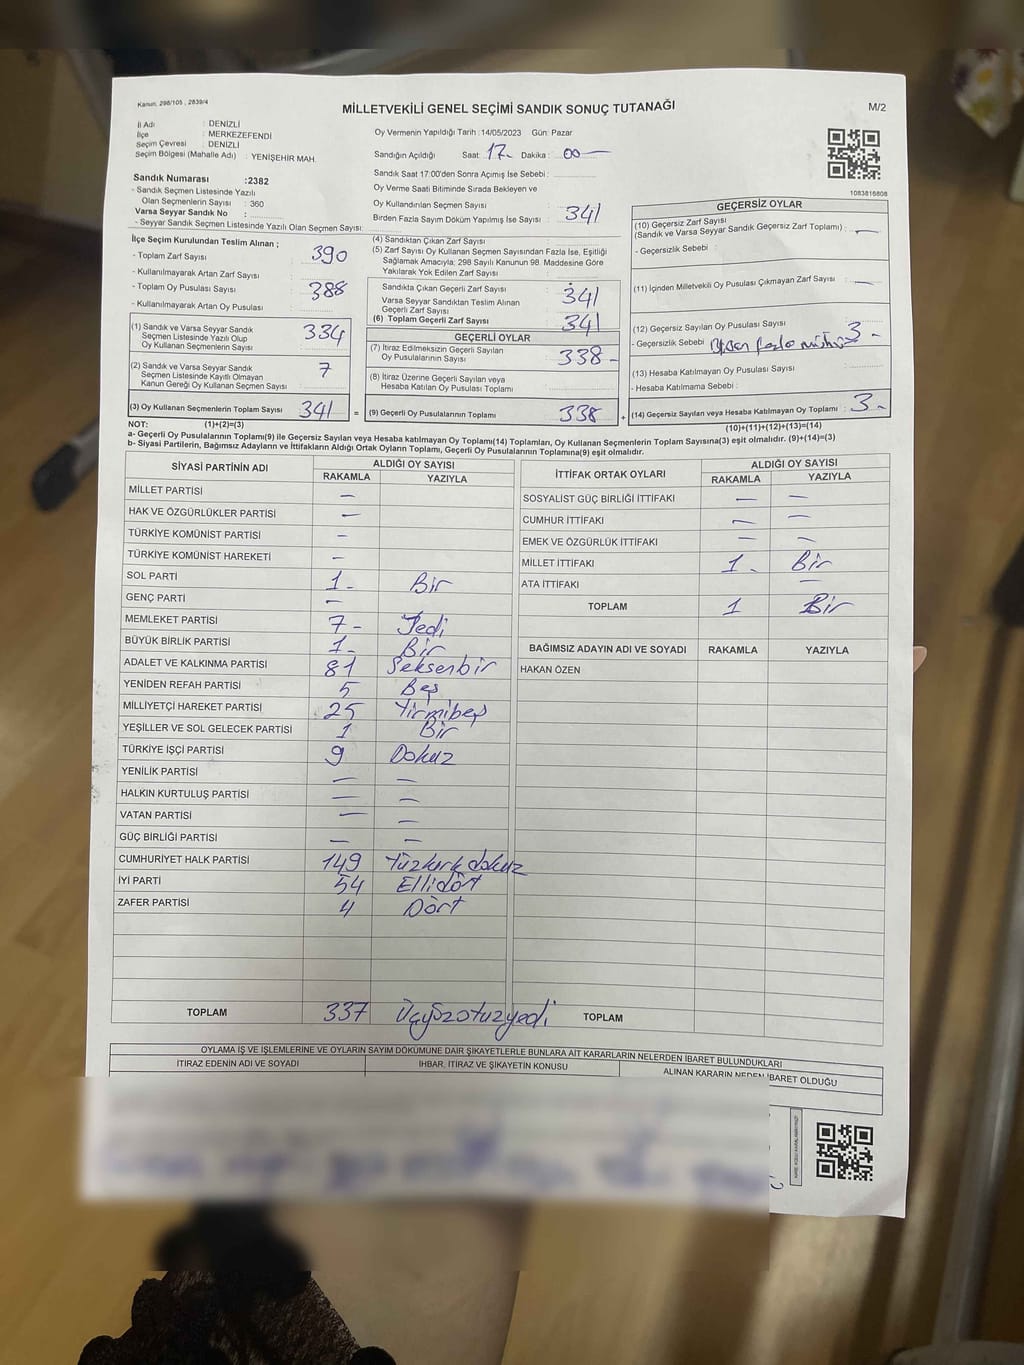 Kanun, 298/105 , 2839/4
MİLLETVEKİLİ GENEL SEÇİMİ SANDIK SONUÇ TUTANAĞI
M/2
İl Adı : DENİZLİ
İlçe : MERKEZEFENDİ
Seçim Çevresi : DENİZLİ
Seçim Bölgesi (Mahalle Adı) : YENİŞEHİR MAH.
Sandık Numarası :2382
- Sandık Seçmen Listesinde Yazılı
Olan Seçmenlerin Sayısı : 360
Varsa Seyyar Sandık No :
- Seyyar Sandık Seçmen Listesinde Yazılı Olan Seçmen Sayısı:
Oy Vermenin Yapıldığı Tarih :14/05/2023 Gün: Pazar
Sandığın Açıldığı Saat: 17- Dakika : 00-
Sandık Saat 17:00'den Sonra Açımış İse Sebebi :
Oy Verme Saati Bitiminde Sırada Bekleyen ve
Oy Kullandırılan Seçmen Sayısı : 341
Birden Fazla Sayım Döküm Yapılmış İse Sayısı :
1083816808
İlçe Seçim Kurulundan Teslim Alınan ;
- Toplam Zarf Sayısı : 390
- Kullanılmayarak Artan Zarf Sayısı :
- Toplam Oy Pusulası Sayısı : 388
- Kullanılmayarak Artan Oy Pusulası :
(1) Sandık ve Varsa Seyyar Sandık
Seçmen Listesinde Yazılı Olup
Oy Kullanan Seçmenlerin Sayısı : 334
(2) Sandık ve Varsa Seyyar Sandık
Seçmen Listesinde Kayıtlı Olmayan
Kanun Gereği Oy Kullanan Seçmen Sayısı : 7
(3) Oy Kullanan Seçmenlerin Toplam Sayısı 341 =
(4) Sandıktan Çıkan Zarf Sayısı :
(5) Zarf Sayısı Oy Kullanan Seçmen Sayısından Fazla İse, Eşitliği
Sağlamak Amacıyla; 298 Sayılı Kanunun 98. Maddesine Göre
Yakılarak Yok Edilen Zarf Sayısı :
Sandıkta Çıkan Geçerli Zarf Sayısı : 341
Varsa Seyyar Sandıktan Teslim Alınan
Geçerli Zarf Sayısı :
(6) Toplam Geçerli Zarf Sayısı : 341
GEÇERLİ OYLAR
(7) İtiraz Edilmeksizin Geçerli Sayılan
Oy Pusulalarının Sayısı : 338-
(8) İtiraz Üzerine Geçerli Sayılan veya
Hesaba Katılan Oy Pusulası Toplamı :
(9) Geçerli Oy Pusulalarının Toplamı : 338 +
GEÇERSİZ OYLAR
(10) Geçersiz Zarf Sayısı
(Sandık ve Varsa Seyyar Sandık Geçersiz Zarf Toplamı) : —
- Geçersizlik Sebebi :
(11) İçinden Milletvekili Oy Pusulası Çıkmayan Zarf Sayısı : —
(12) Geçersiz Sayılan Oy Pusulası Sayısı : 3-
- Geçersizlik Sebebi fazla mühür
(13) Hesaba Katılmayan Oy Pusulası Sayısı :
- Hesaba Katılmama Sebebi :
(14) Geçersiz Sayılan veya Hesaba Katılmayan Oy Toplamı : 3-
(10)+(11)+(12)+(13)=(14)
NOT: (1)+(2)=(3)
a- Geçerli Oy Pusulalarının Toplamı(9) ile Geçersiz Sayılan veya Hesaba katılmayan Oy Toplamı(14) Toplamları, Oy Kullanan Seçmenlerin Toplam Sayısına(3) eşit olmalıdır. (9)+(14)=(3)
b- Siyasi Partilerin, Bağımsız Adayların ve İttifakların Aldığı Ortak Oyların Toplamı, Geçerli Oy Pusulalarının Toplamına(9) eşit olmalıdır.
SİYASİ PARTİNİN ADI
ALDIĞI OY SAYISI
RAKAMLA YAZIYLA
MİLLET PARTİSİ —
HAK VE ÖZGÜRLÜKLER PARTİSİ —
TÜRKİYE KOMÜNİST PARTİSİ -
TÜRKİYE KOMÜNİST HAREKETİ -
SOL PARTİ 1- Bir
GENÇ PARTİ —
MEMLEKET PARTİSİ 7- Yedi
BÜYÜK BİRLİK PARTİSİ 1- Bir
ADALET VE KALKINMA PARTİSİ 81 Seksenbir
YENİDEN REFAH PARTİSİ 5 Beş
MİLLİYETÇİ HAREKET PARTİSİ 25 Yirmibeş
YEŞİLLER VE SOL GELECEK PARTİSİ 1 Bir
TÜRKİYE İŞÇİ PARTİSİ 9 Dokuz
YENİLİK PARTİSİ — —
HALKIN KURTULUŞ PARTİSİ — —
VATAN PARTİSİ — —
GÜÇ BİRLİĞİ PARTİSİ — —
CUMHURİYET HALK PARTİSİ 149 Yüzkırkdokuz
İYİ PARTİ 54 Ellidört
ZAFER PARTİSİ 4 Dört
TOPLAM 337 Üçyüzotuzyedi
İTTİFAK ORTAK OYLARI
ALDIĞI OY SAYISI
RAKAMLA YAZIYLA
SOSYALİST GÜÇ BİRLİĞİ İTTİFAKI — —
CUMHUR İTTİFAKI — —
EMEK VE ÖZGÜRLÜK İTTİFAKI — —
MİLLET İTTİFAKI 1- Bir
ATA İTTİFAKI —
TOPLAM 1 Bir
BAĞIMSIZ ADAYIN ADI VE SOYADI RAKAMLA YAZIYLA
HAKAN ÖZEN
TOPLAM
OYLAMA İŞ VE İŞLEMLERİNE VE OYLARIN SAYIM DÖKÜMÜNE DAİR ŞİKAYETLERLE BUNLARA AİT KARARLARIN NELERDEN İBARET BULUNDUKLARI
İTİRAZ EDENİN ADI VE SOYADI
İHBAR, İTİRAZ VE ŞİKAYETİN KONUSU
ALINAN KARARIN NEDEN İBARET OLDUĞU